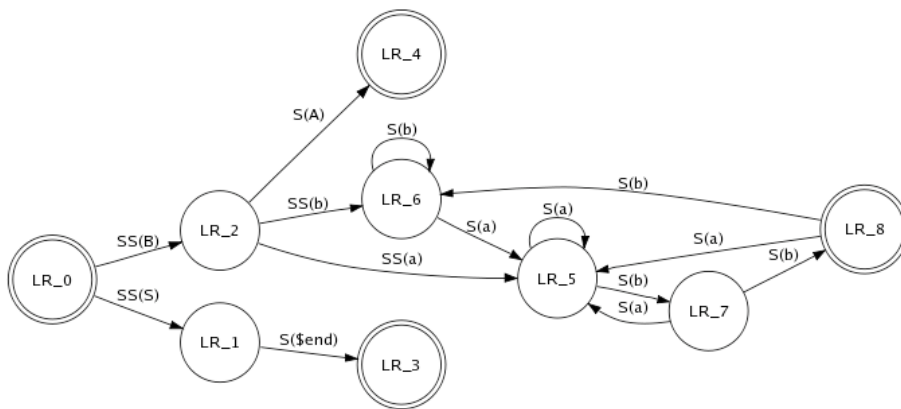 LR_4
S(A)
S(b)
LR_6
S(b)
SS(b)
LR_2
S(a)
S(a)
S(a)
LR_8
SS(B)
SS(a)
S(b)
LR_0
LR_5
S(b)
SS(S)
S(a)
LR_7
LR_1
S($end)
LR_3